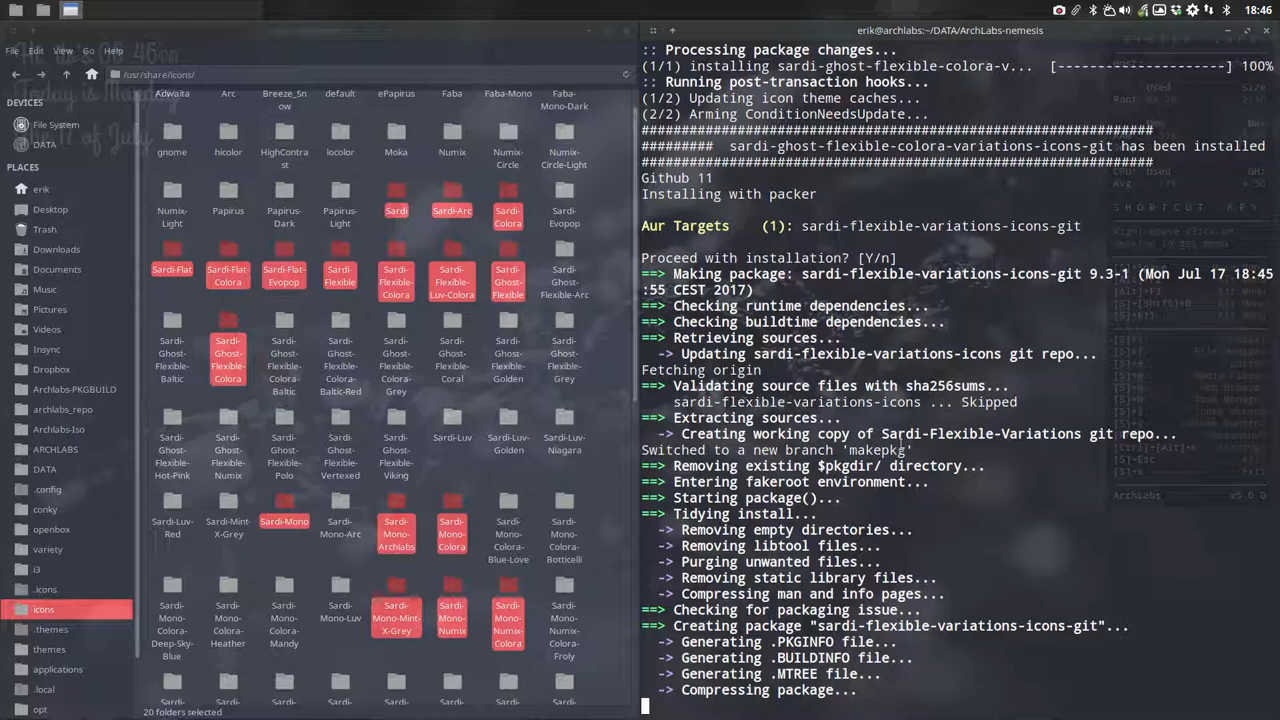 18:46
erik@archlabs:~/DATA/ArchLabs-nemesis
File Edit View Go Help
/usr/share/icons/
DEVICES
File System
DATA
PLACES
erik
Desktop
Trash
Downloads
Documents
Music
Pictures
Videos
Insync
Dropbox
Archlabs-PKGBUILD
archlabs_repo
Archlabs-Iso
ARCHLABS
DATA
.config
conky
openbox
variety
i3
.icons
icons
.themes
themes
applications
.local
opt
Adwaita Arc Breeze_Snow default ePapirus Faba Faba-Mono Faba-Mono-Dark
gnome hicolor HighContrast locolor Moka Numix Numix-Circle Numix-Circle-Light
Numix-Light Papirus Papirus-Dark Papirus-Light Sardi Sardi-Arc Sardi-Colora Sardi-Evopop
Sardi-Flat Sardi-Flat-Colora Sardi-Flat-Evopop Sardi-Flexible Sardi-Flexible-Colora Sardi-Flexible-Luv-Colora Sardi-Ghost-Flexible Sardi-Ghost-Flexible-Arc
Sardi-Ghost-Flexible-Baltic Sardi-Ghost-Flexible-Colora Sardi-Ghost-Flexible-Colora-Baltic Sardi-Ghost-Flexible-Colora-Baltic-Red Sardi-Ghost-Flexible-Colora-Grey Sardi-Ghost-Flexible-Coral Sardi-Ghost-Flexible-Golden Sardi-Ghost-Flexible-Grey
Sardi-Ghost-Flexible-Hot-Pink Sardi-Ghost-Flexible-Numix Sardi-Ghost-Flexible-Polo Sardi-Ghost-Flexible-Vertexed Sardi-Ghost-Flexible-Viking Sardi-Luv Sardi-Luv-Golden Sardi-Luv-Niagara
Sardi-Luv-Red Sardi-Mint-X-Grey Sardi-Mono Sardi-Mono-Arc Sardi-Mono-Archlabs Sardi-Mono-Colora Sardi-Mono-Colora-Blue-Love Sardi-Mono-Colora-Botticelli
Sardi-Mono-Colora-Deep-Sky-Blue Sardi-Mono-Colora-Heather Sardi-Mono-Colora-Mandy Sardi-Mono-Luv Sardi-Mono-Mint-X-Grey Sardi-Mono-Numix Sardi-Mono-Numix-Colora Sardi-Mono-Numix-Colora-Froly
20 folders selected
:: Processing package changes...
(1/1) installing sardi-ghost-flexible-colora-v... [----------------------] 100%
:: Running post-transaction hooks...
(1/2) Updating icon theme caches...
(2/2) Arming ConditionNeedsUpdate...
################################################################
######### sardi-ghost-flexible-colora-variations-icons-git has been installed
################################################################
Github 11
Installing with packer
Aur Targets (1): sardi-flexible-variations-icons-git
Proceed with installation? [Y/n]
==> Making package: sardi-flexible-variations-icons-git 9.3-1 (Mon Jul 17 18:45
:55 CEST 2017)
==> Checking runtime dependencies...
==> Checking buildtime dependencies...
==> Retrieving sources...
-> Updating sardi-flexible-variations-icons git repo...
Fetching origin
==> Validating source files with sha256sums...
sardi-flexible-variations-icons ... Skipped
==> Extracting sources...
-> Creating working copy of Sardi-Flexible-Variations git repo...
Switched to a new branch 'makepkg'
==> Removing existing $pkgdir/ directory...
==> Entering fakeroot environment...
==> Starting package()...
==> Tidying install...
-> Removing empty directories...
-> Removing libtool files...
-> Purging unwanted files...
-> Removing static library files...
-> Compressing man and info pages...
==> Checking for packaging issue...
==> Creating package "sardi-flexible-variations-icons-git"...
-> Generating .PKGINFO file...
-> Generating .BUILDINFO file...
-> Generating .MTREE file...
-> Compressing package...